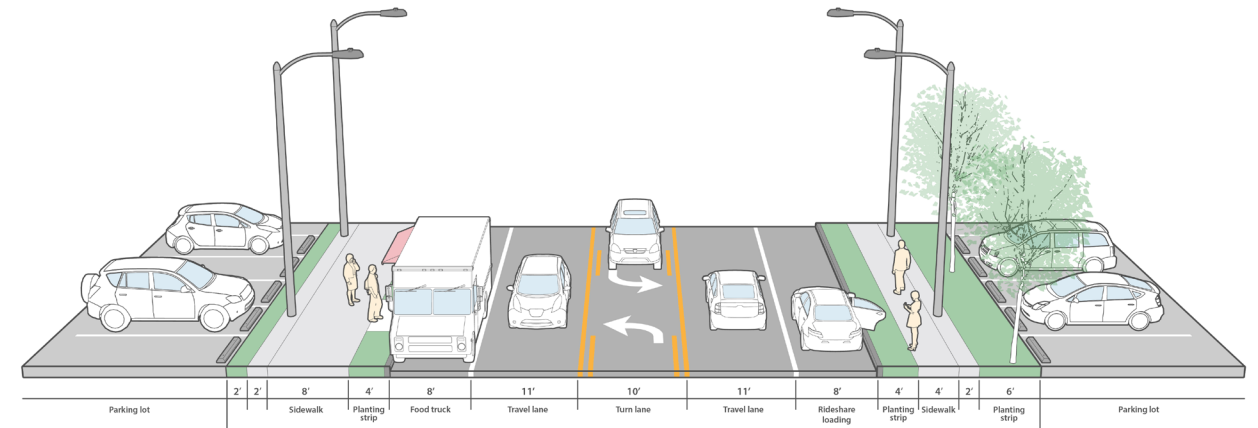 2’ 2’ 8’ 4’ 8’ 11’ 10’ 11’ 8’ 4’ 4’ 2’ 6’
Parking lot Sidewalk Planting strip Food truck Travel lane Turn lane Travel lane Rideshare loading Planting strip Sidewalk Planting strip Parking lot